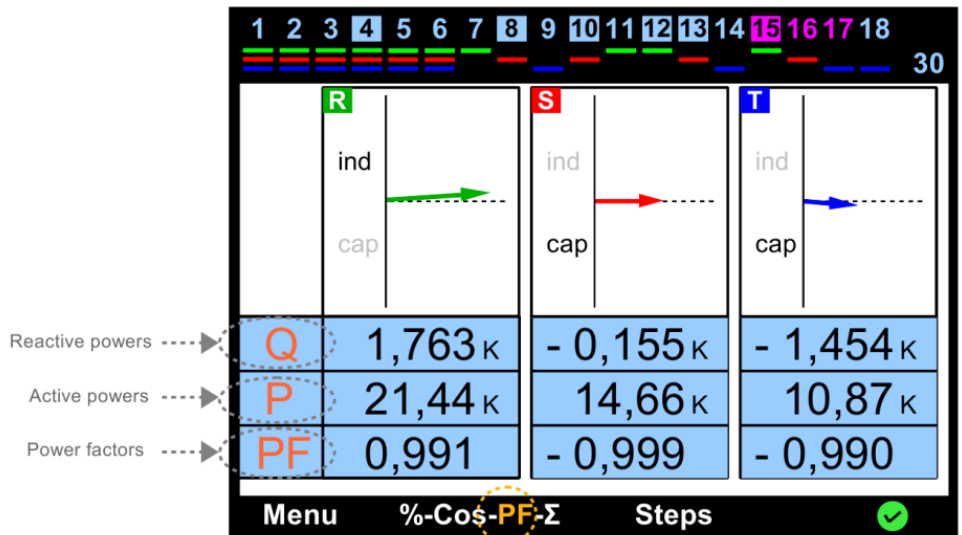 1 2 3 4 5 6 7 8 9 10 11 12 13 14 15 16 17 18
30
R S T
ind ind ind
cap cap cap
Reactive powers Q 1,763 K - 0,155 K - 1,454 K
Active powers P 21,44 K 14,66 K 10,87 K
Power factors PF 0,991 - 0,999 - 0,990
Menu %-Cos-PF-Σ Steps